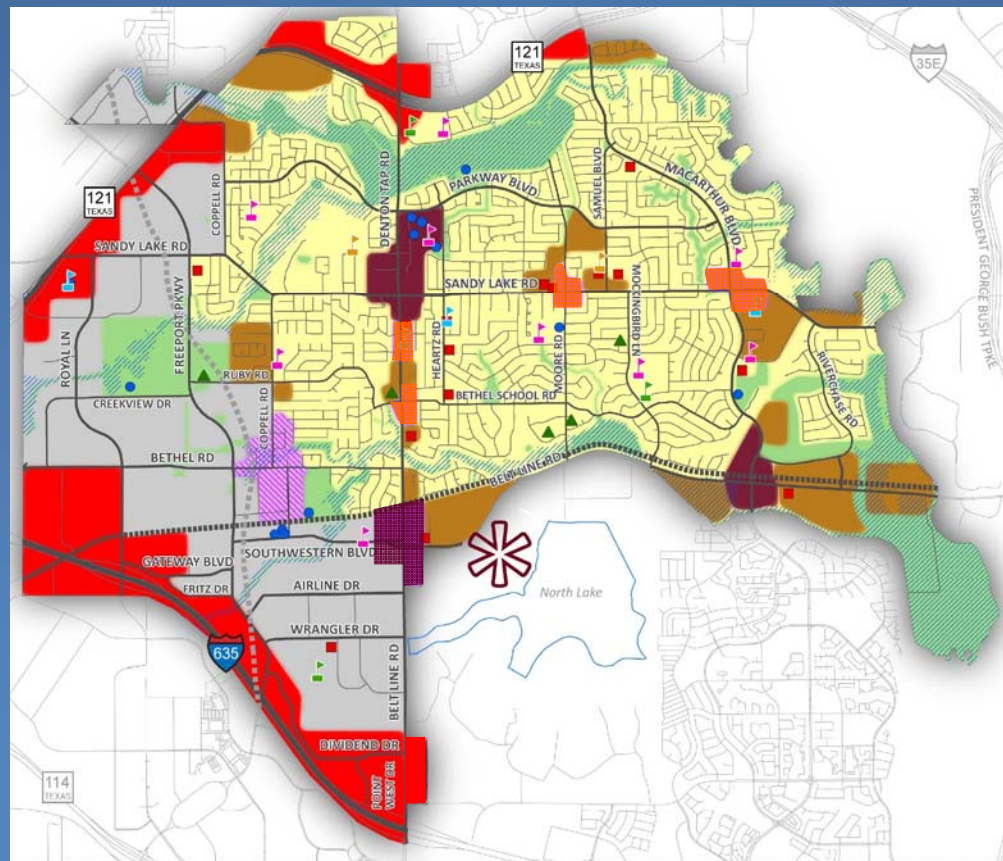 121
TEXAS
35E
121
TEXAS
COPPELL RD
DENTON TAP RD
PARKWAY BLVD
SAMUEL BLVD
MACARTHUR BLVD
PRESIDENT GEORGE BUSH TPKE
SANDY LAKE RD
SANDY LAKE RD
ROYAL LN
FREEPORT PKWY
HEARTZ RD
MOORE RD
MOCKINGBIRD LN
RIVERCHASE RD
RUBY RD
CREEKVIEW DR
COPPELL RD
BETHEL SCHOOL RD
BETHEL RD
BELT LINE RD
GATEWAY BLVD
SOUTHWESTERN BLVD
FRITZ DR
AIRLINE DR
North Lake
WRANGLER DR
635
BELT LINE RD
DIVIDEND DR
POINT
WEST DR
114
TEXAS